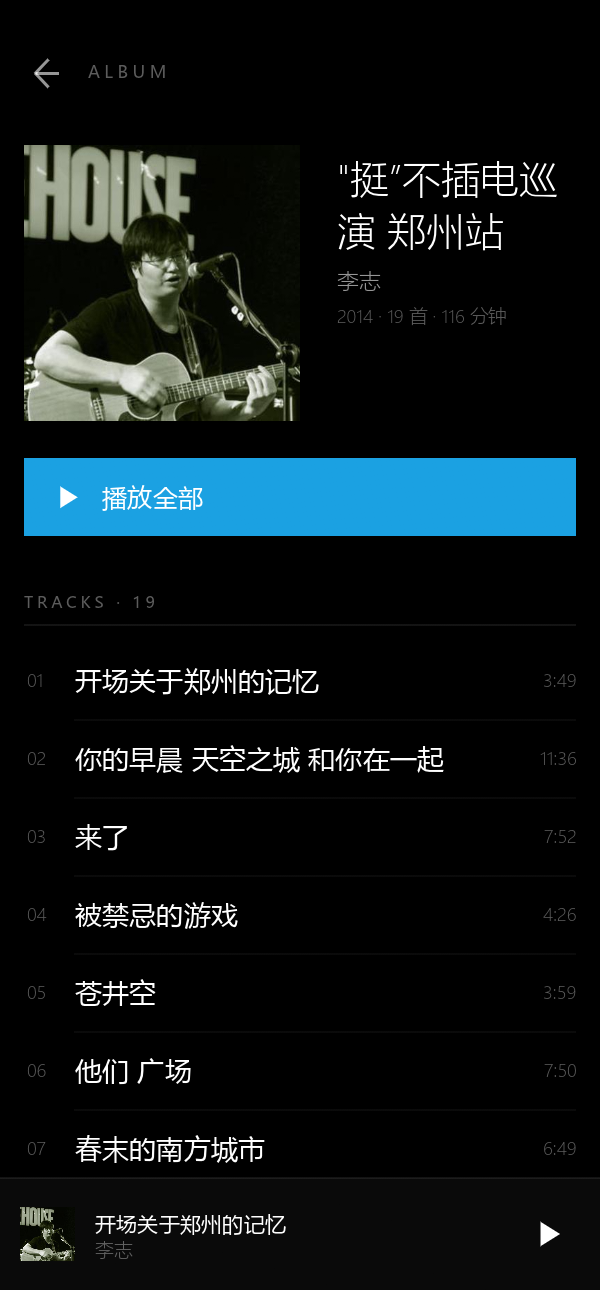 ALBUM
HOUSE
"挺"不插电巡
演 郑州站
李志
2014 · 19 首 · 116 分钟
播放全部
TRACKS · 19
01 开场关于郑州的记忆 3:49
02 你的早晨 天空之城 和你在一起 11:36
03 来了 7:52
04 被禁忌的游戏 4:26
05 苍井空 3:59
06 他们 广场 7:50
07 春末的南方城市 6:49
HOUSE
开场关于郑州的记忆
李志